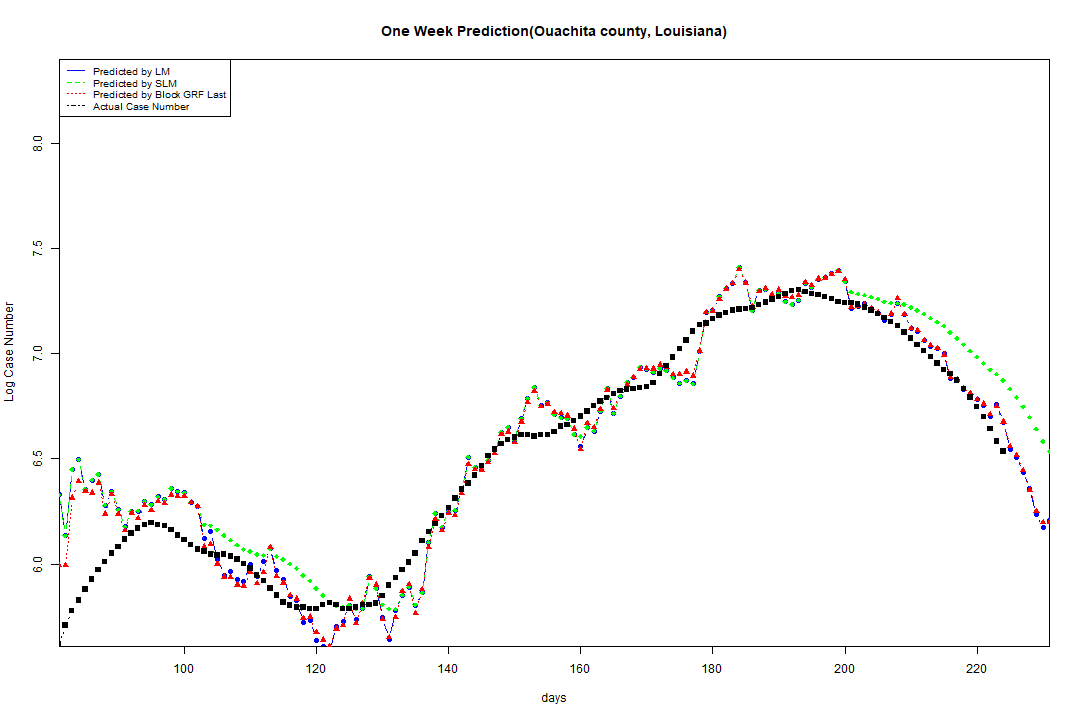 One Week Prediction(Ouachita county, Louisiana)
Predicted by LM
Predicted by SLM
Predicted by Block GRF Last
Actual Case Number
8.0
7.5
7.0
6.5
6.0
Log Case Number
100 120 140 160 180 200 220
days